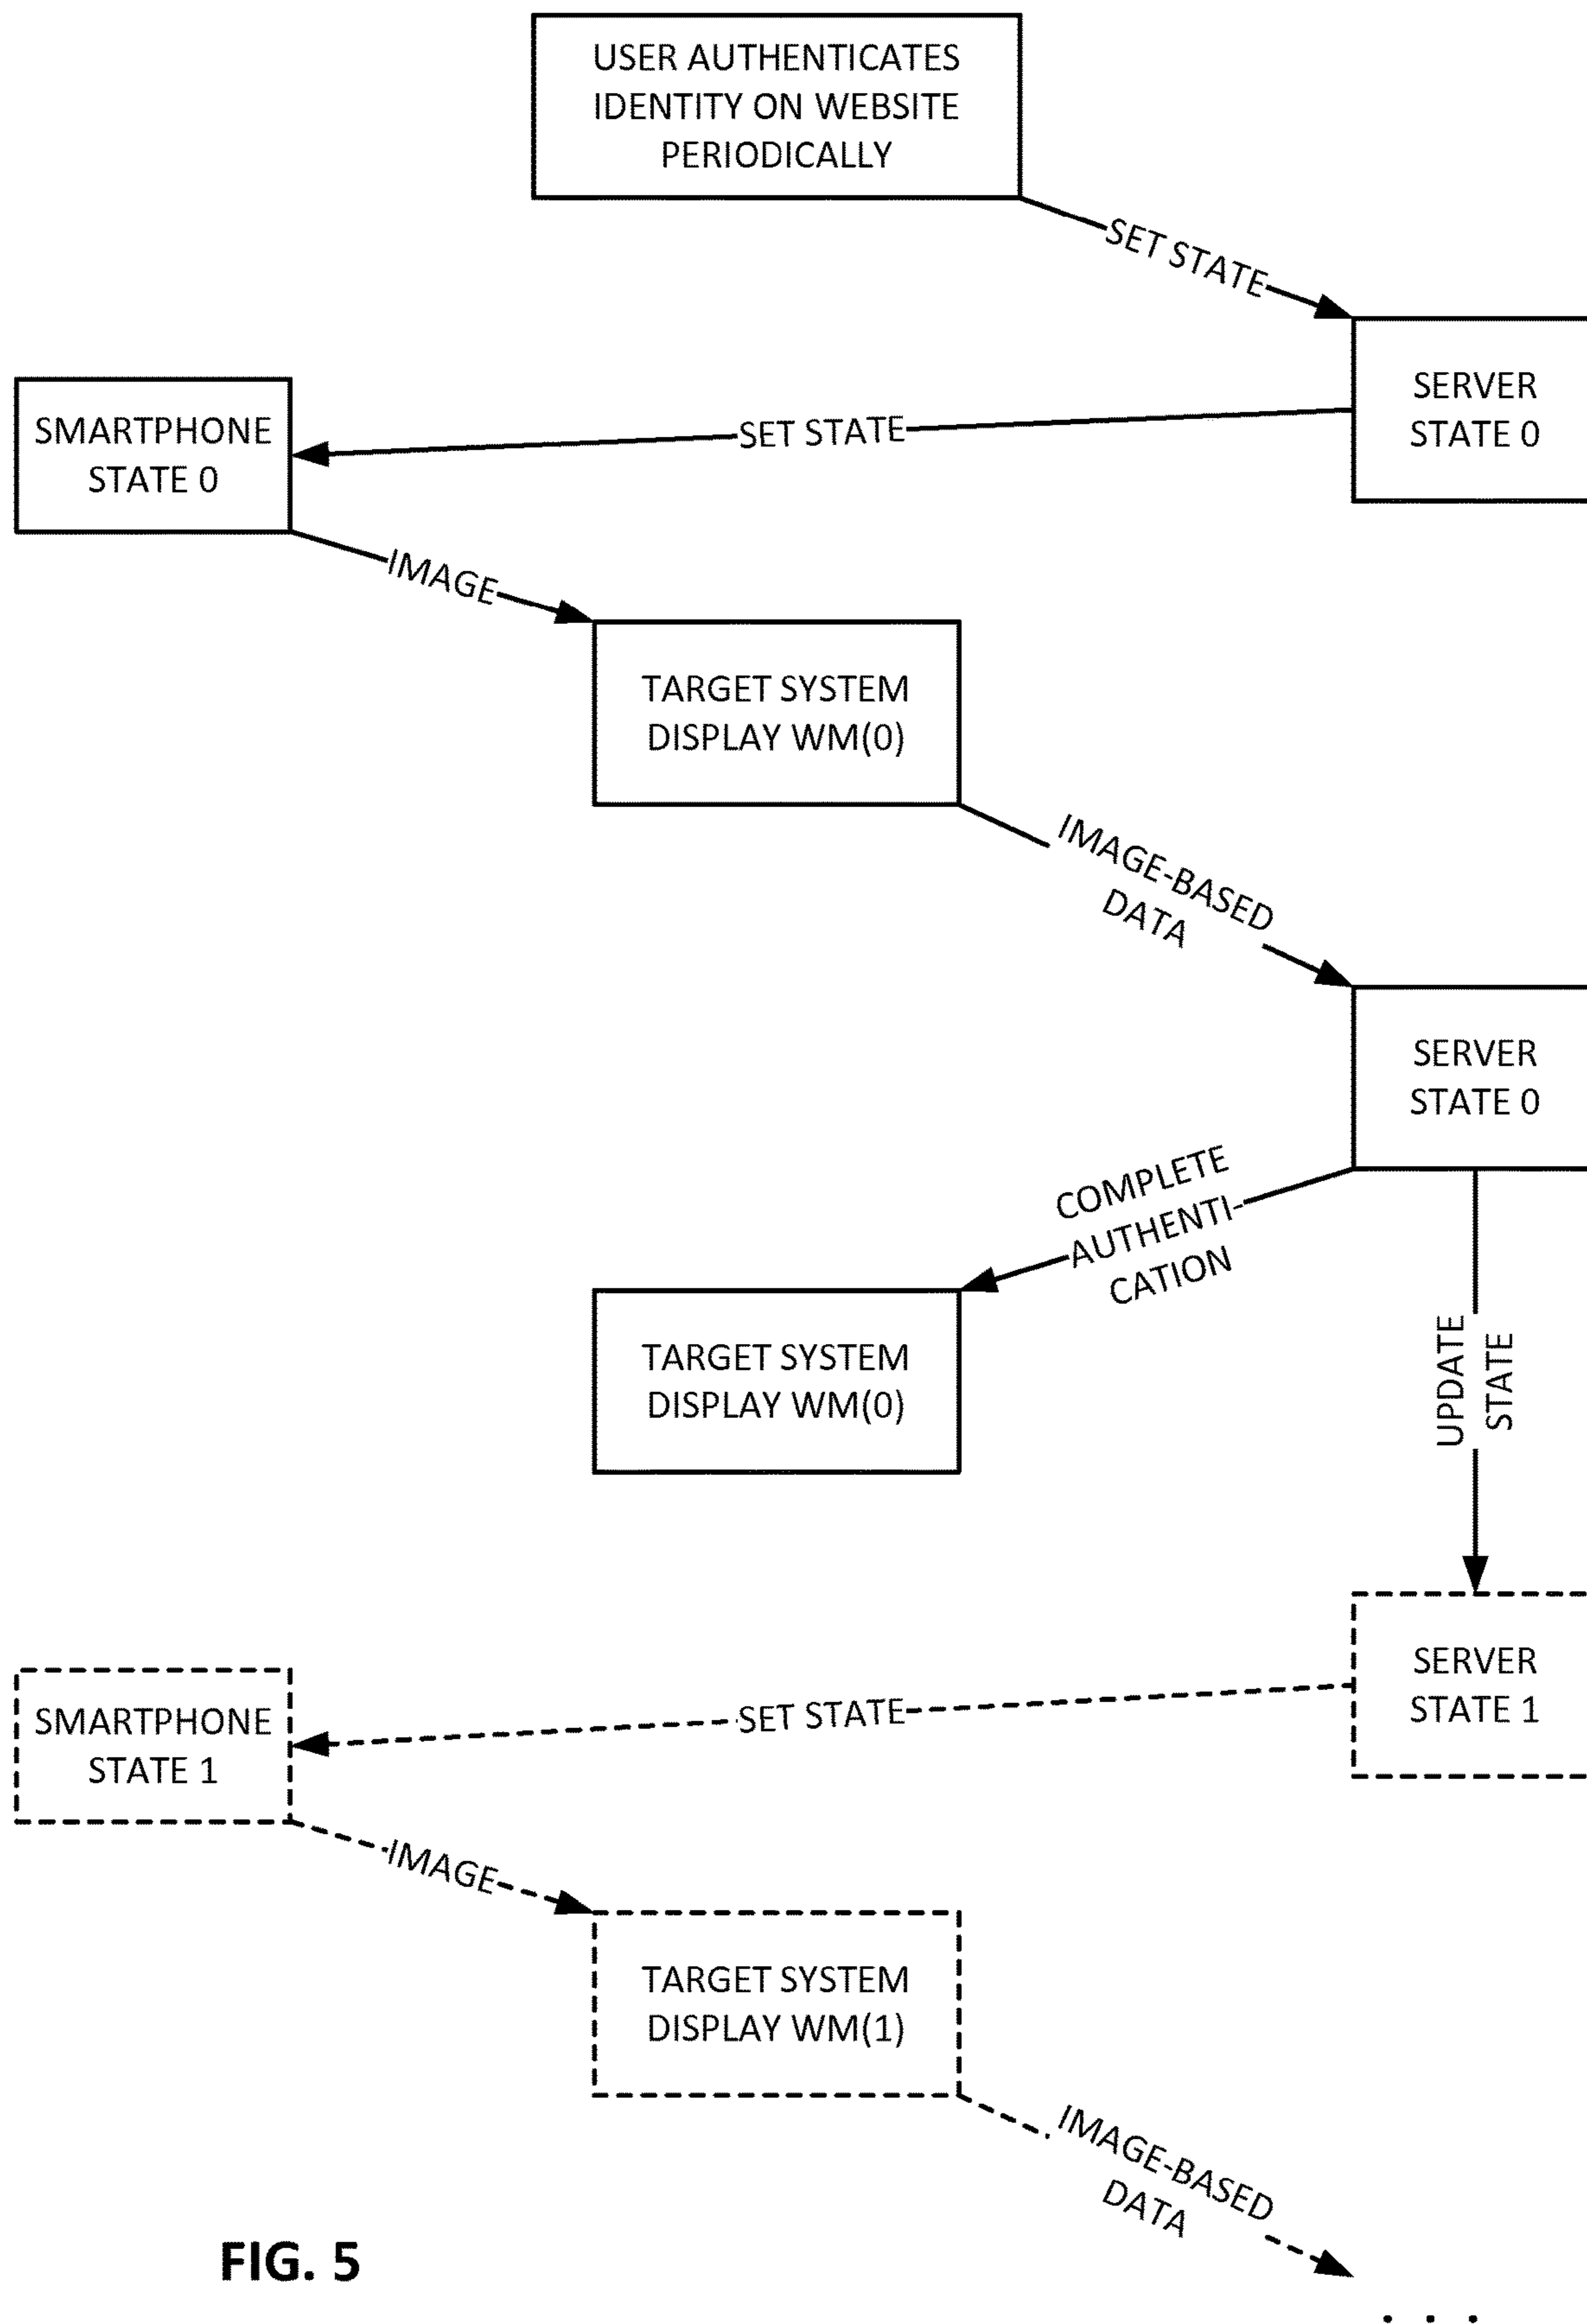 USER AUTHENTICATES
IDENTITY ON WEBSITE
PERIODICALLY
SET STATE
SERVER
STATE 0
SMARTPHONE
STATE 0
SET STATE
IMAGE
TARGET SYSTEM
DISPLAY WM(0)
IMAGE-BASED
DATA
SERVER
STATE 0
COMPLETE
AUTHENTI-
CATION
TARGET SYSTEM
DISPLAY WM(0)
UPDATE
STATE
SERVER
STATE 1
SMARTPHONE
STATE 1
SET STATE
IMAGE
TARGET SYSTEM
DISPLAY WM(1)
IMAGE-BASED
DATA
FIG. 5
. . .